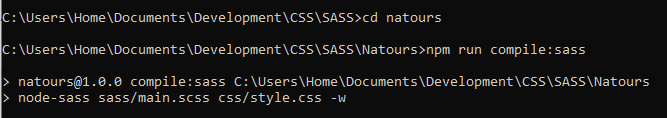 C:\Users\Home\Documents\Development\CSS\SASS>cd natours
C:\Users\Home\Documents\Development\CSS\SASS\Natours>npm run compile:sass
> natours@1.0.0 compile:sass C:\Users\Home\Documents\Development\CSS\SASS\Natours
> node-sass sass/main.scss css/style.css -w